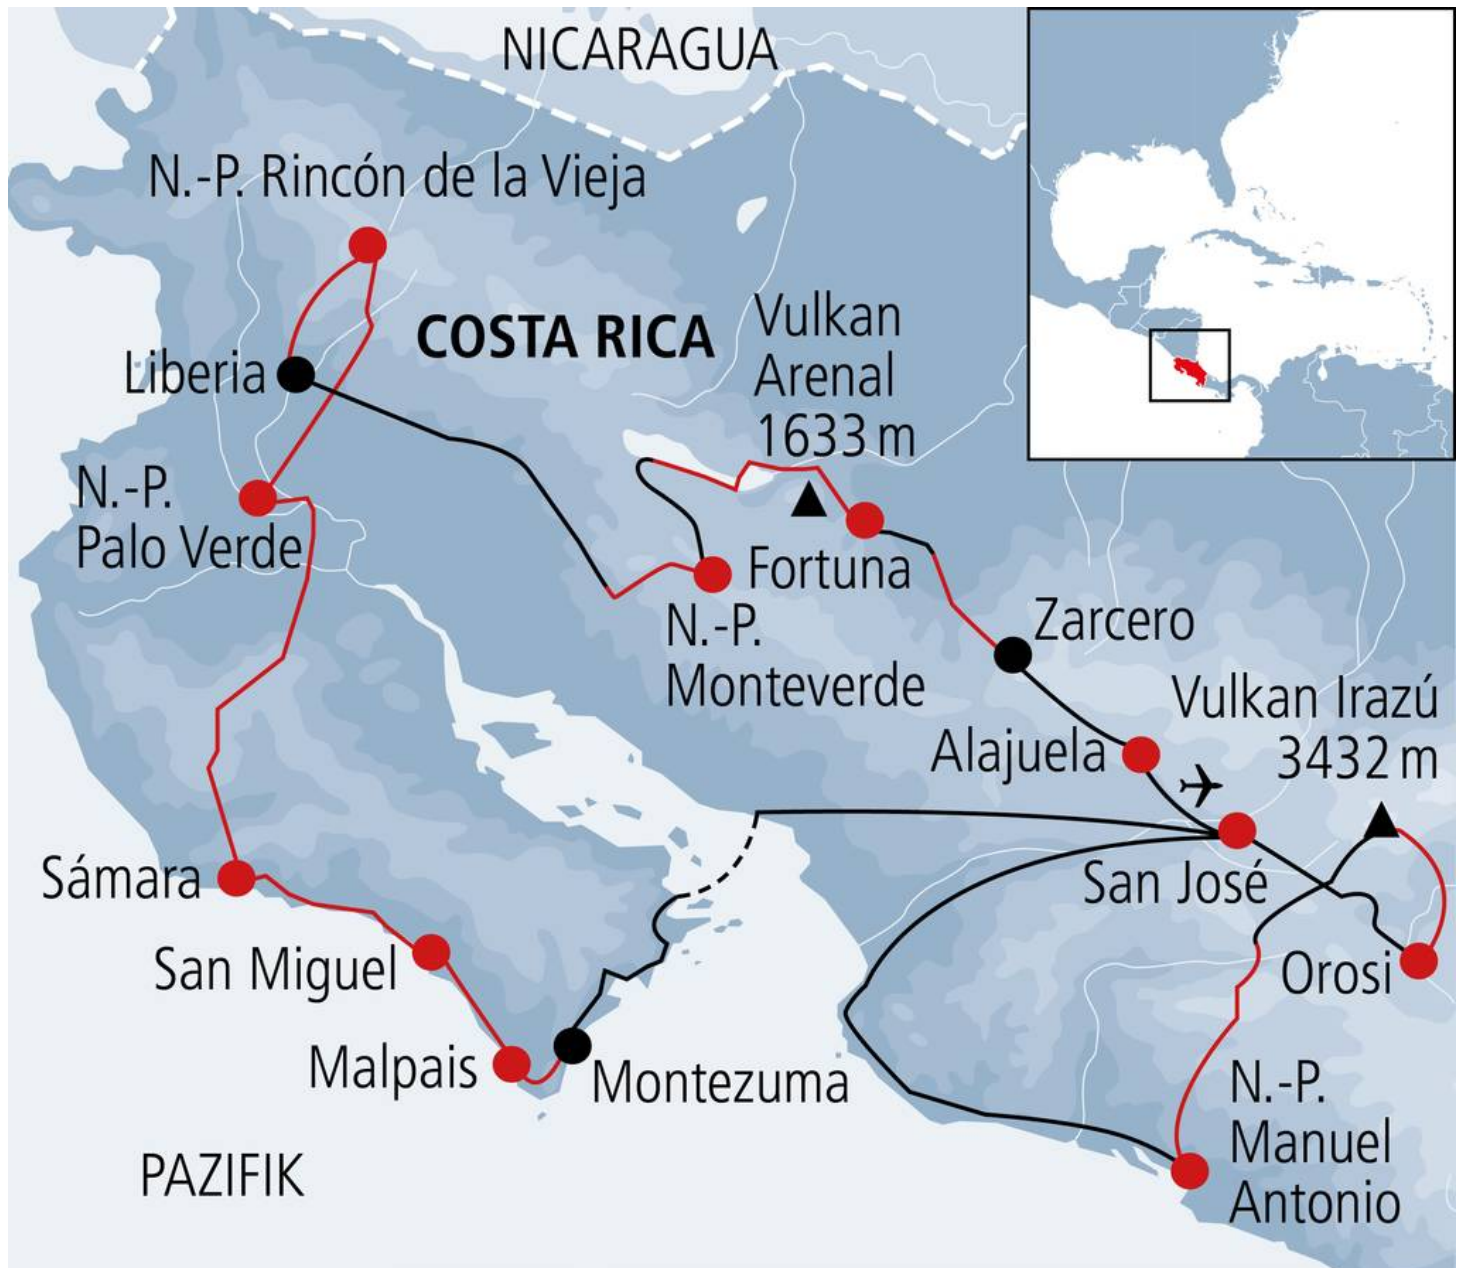 NICARAGUA
N.-P. Rincón de la Vieja
COSTA RICA
Vulkan
Arenal
1633 m
Liberia
N.-P.
Palo Verde
Fortuna
N.-P.
Monteverde
Zarcero
Vulkan Irazú
3432 m
Alajuela
San José
Sámara
San Miguel
Orosi
Malpais
Montezuma
N.-P.
Manuel
Antonio
PAZIFIK